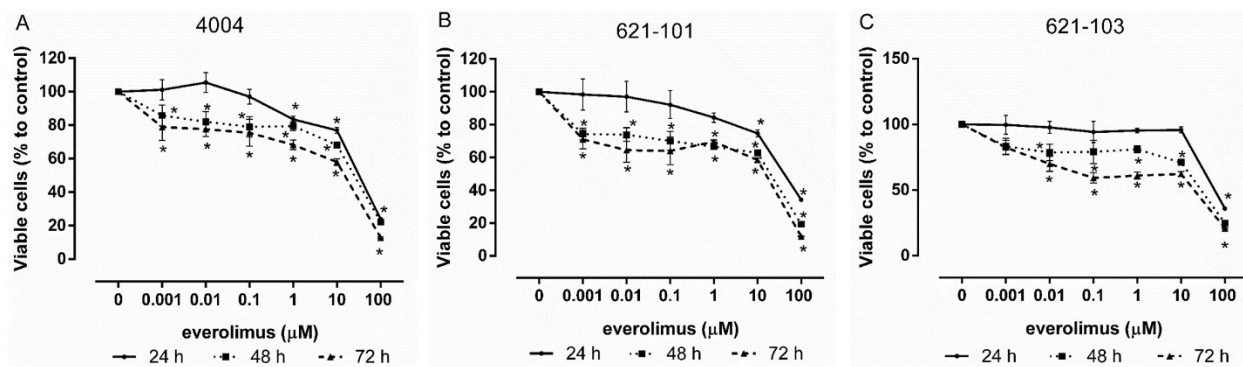 A
4004
Viable cells (% to control)
120
100
80
60
40
20
0
0 0.001 0.01 0.1 1 10 100
everolimus (μM)
24 h 48 h 72 h
B
621-101
Viable cells (% to control)
120
100
80
60
40
20
0
0 0.001 0.01 0.1 1 10 100
everolimus (μM)
24 h 48 h 72 h
C
621-103
Viable cells (% to control)
150
100
50
0
0 0.001 0.01 0.1 1 10 100
everolimus (μM)
24 h 48 h 72 h